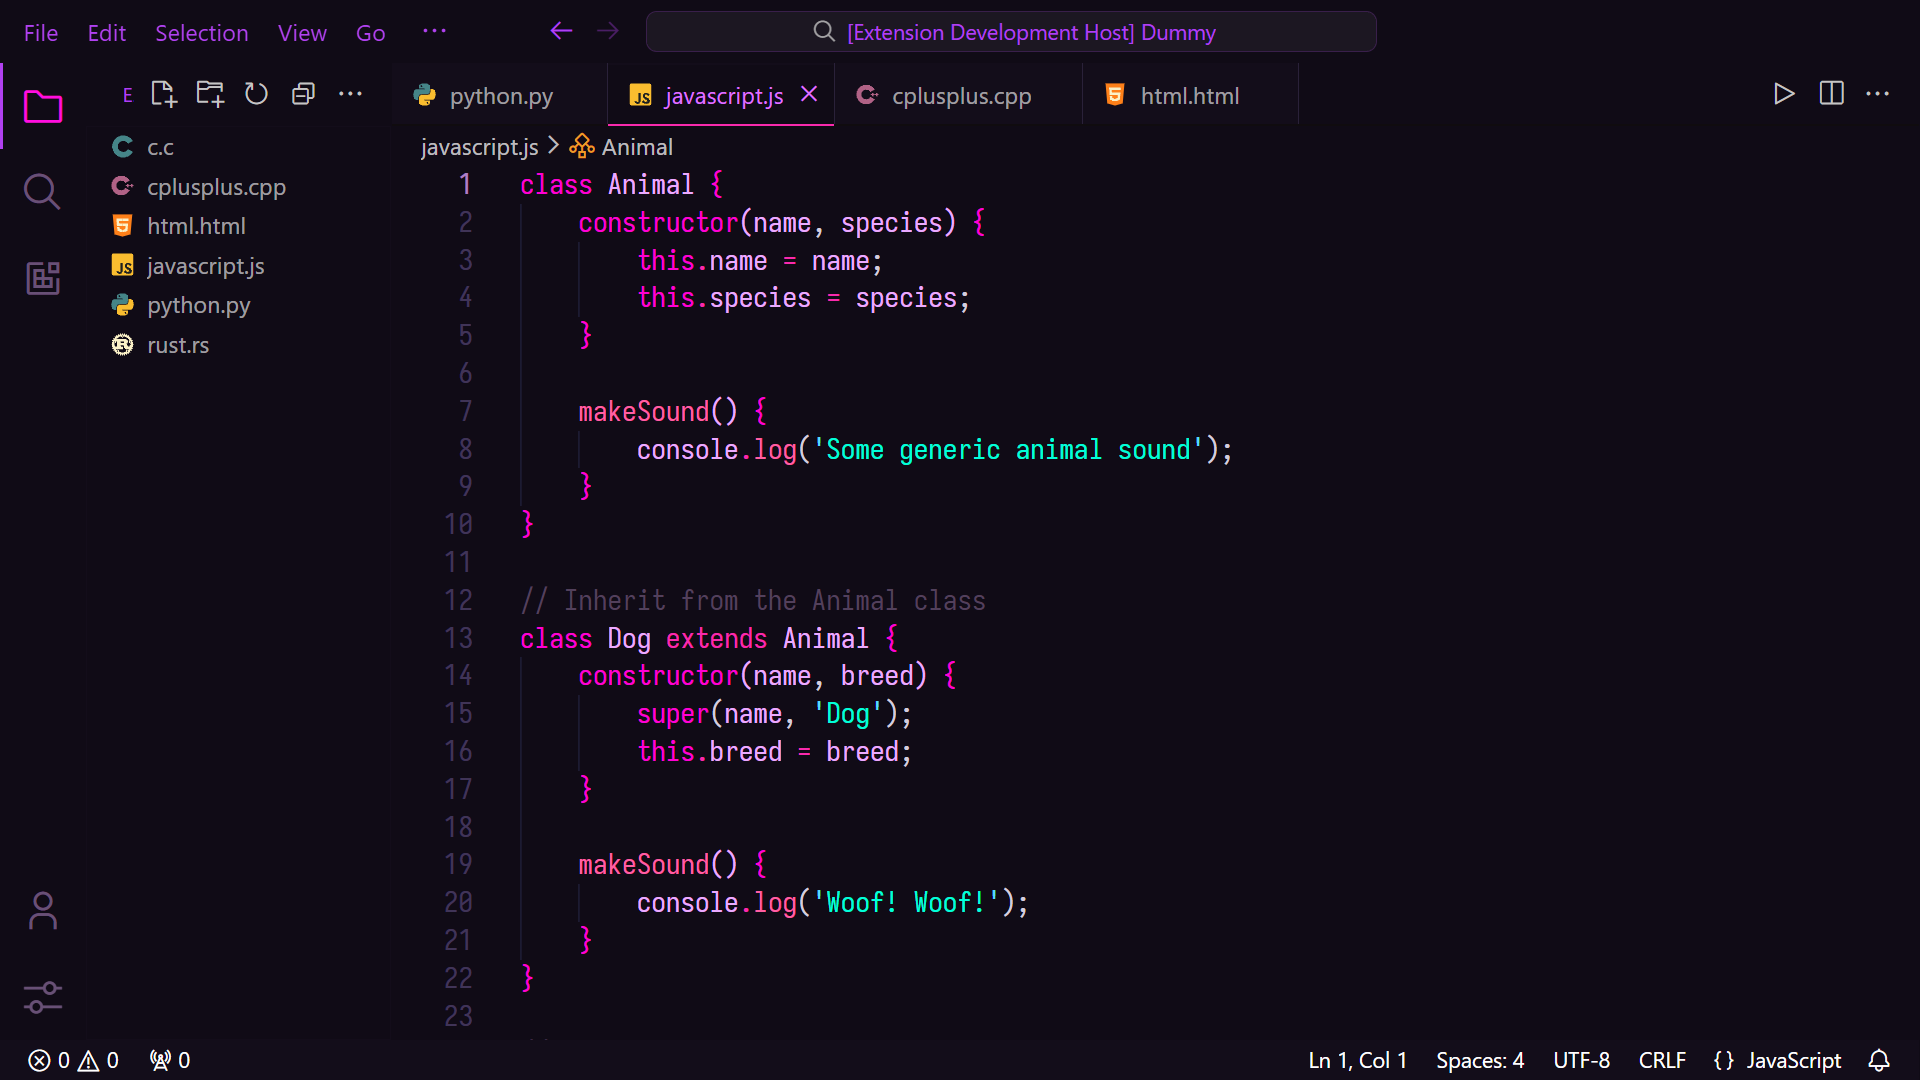 File Edit Selection View Go ···
[Extension Development Host] Dummy
E
python.py
javascript.js
cplusplus.cpp
html.html
c.c
cplusplus.cpp
html.html
javascript.js
python.py
rust.rs
javascript.js > Animal
1 class Animal {
2     constructor(name, species) {
3         this.name = name;
4         this.species = species;
5     }
6
7     makeSound() {
8         console.log('Some generic animal sound');
9     }
10 }
11
12 // Inherit from the Animal class
13 class Dog extends Animal {
14     constructor(name, breed) {
15         super(name, 'Dog');
16         this.breed = breed;
17     }
18
19     makeSound() {
20         console.log('Woof! Woof!');
21     }
22 }
23
0 0 0 Ln 1, Col 1 Spaces: 4 UTF-8 CRLF {} JavaScript